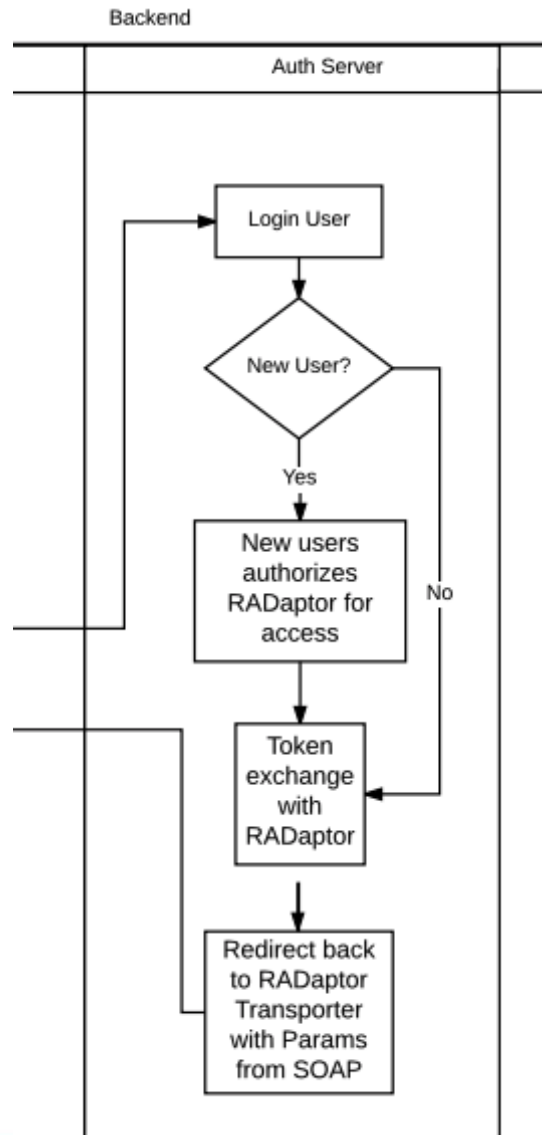 Backend
Auth Server
Login User
New User?
Yes
New users
authorizes
RADaptor for
access
No
Token
exchange
with
RADaptor
Redirect back
to RADaptor
Transporter
with Params
from SOAP